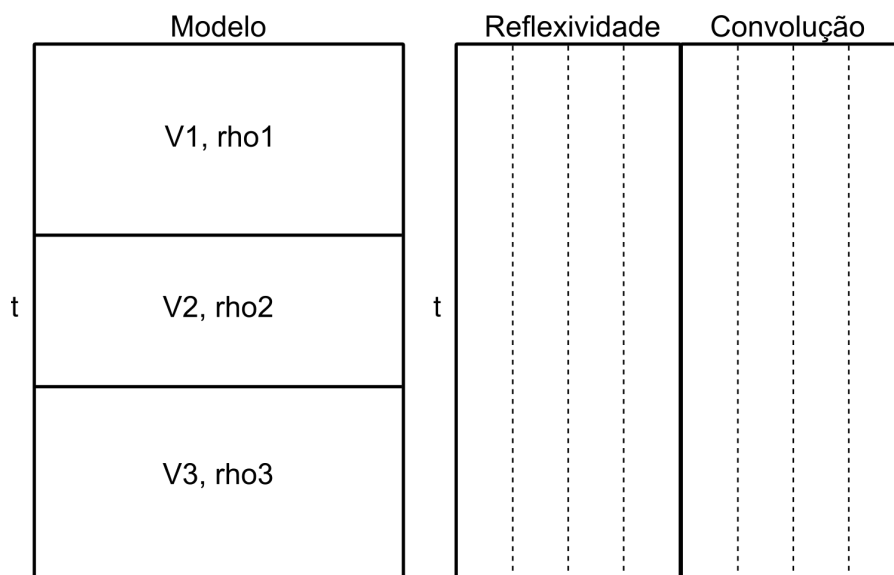 Modelo
Reflexividade
Convolução
V1, rho1
t
V2, rho2
t
V3, rho3